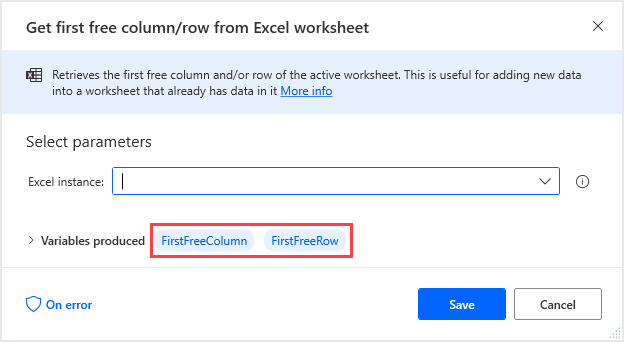 Get first free column/row from Excel worksheet
Retrieves the first free column and/or row of the active worksheet. This is useful for adding new data
into a worksheet that already has data in it More info
Select parameters
Excel instance:
Variables produced FirstFreeColumn FirstFreeRow
On error Save Cancel